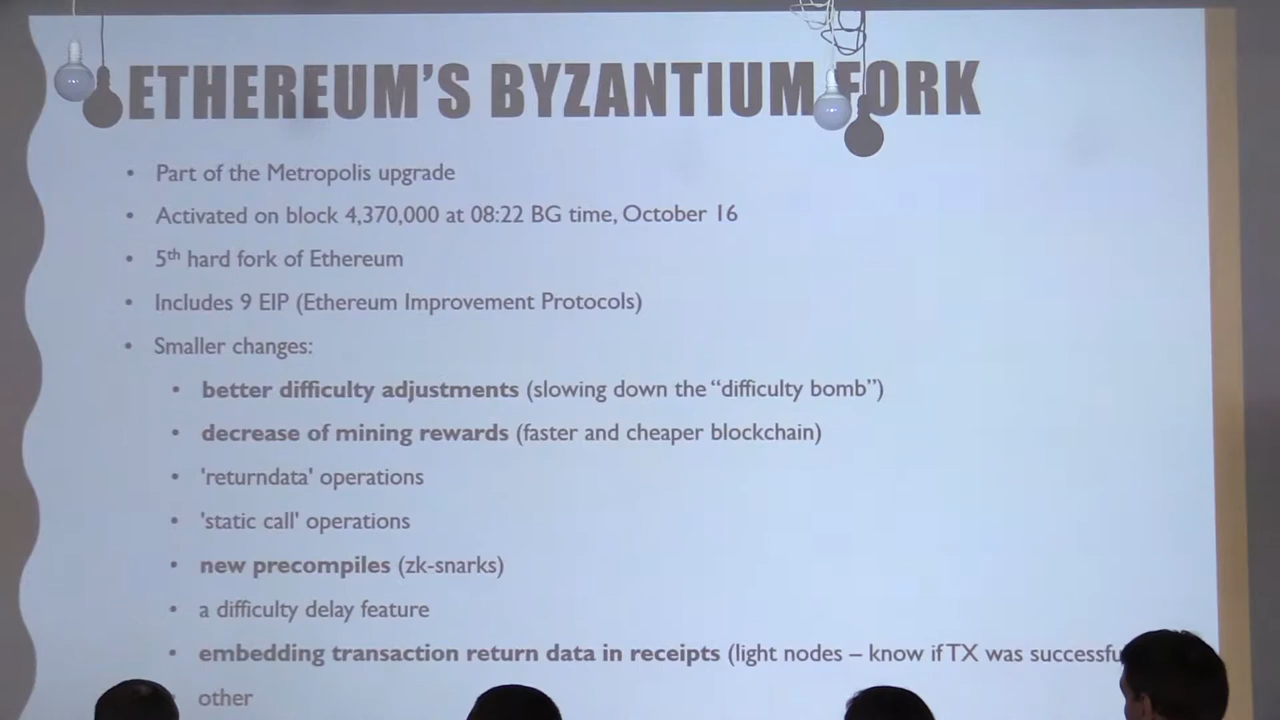 ETHEREUM'S BYZANTIUM FORK
• Part of the Metropolis upgrade
• Activated on block 4,370,000 at 08:22 BG time, October 16
• 5th hard fork of Ethereum
• Includes 9 EIP (Ethereum Improvement Protocols)
• Smaller changes:
• better difficulty adjustments (slowing down the “difficulty bomb”)
• decrease of mining rewards (faster and cheaper blockchain)
• 'returndata' operations
• 'static call' operations
• new precompiles (zk-snarks)
• a difficulty delay feature
• embedding transaction return data in receipts (light nodes – know if TX was
• other